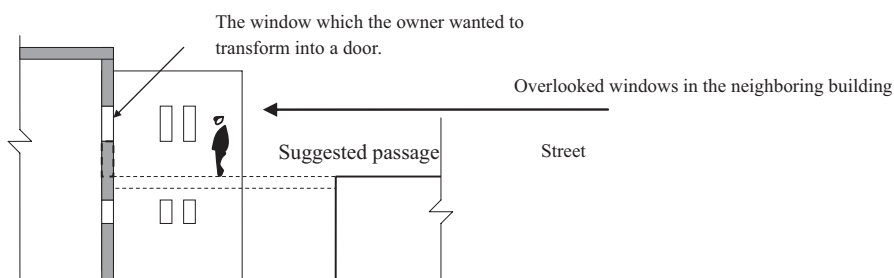 The window which the owner wanted to
transform into a door.
Overlooked windows in the neighboring building
Suggested passage
Street